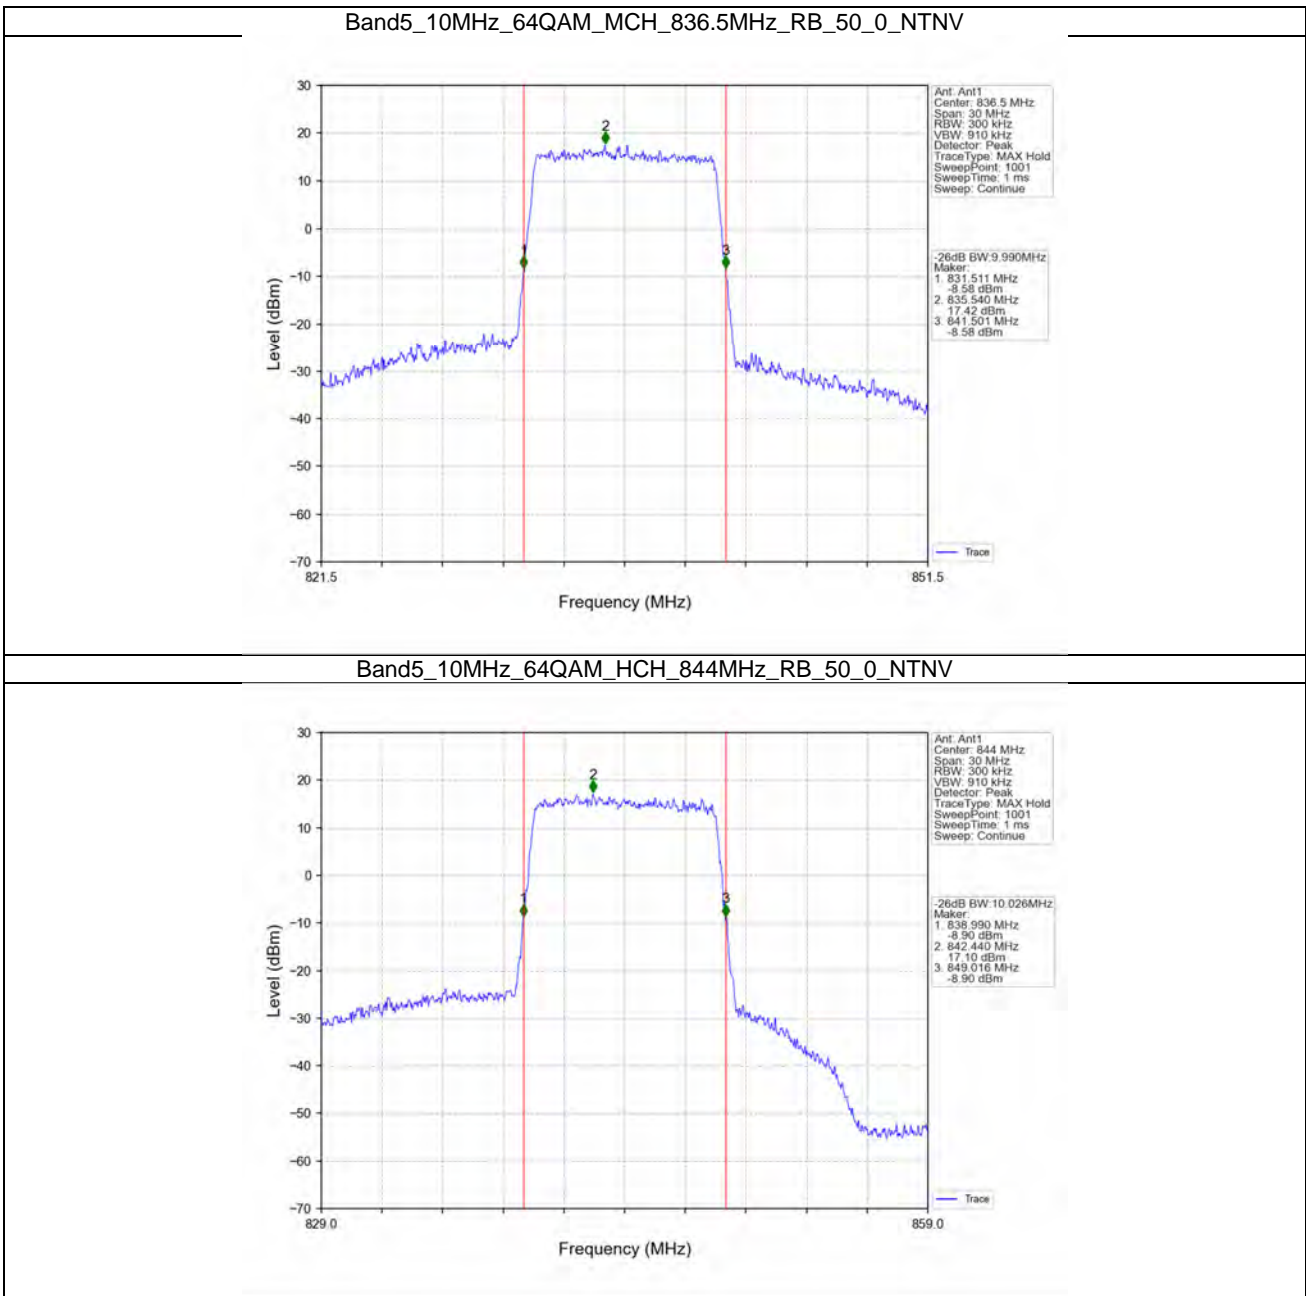 Band5_10MHz_64QAM_MCH_836.5MHz_RB_50_0_NTNV
30
20
10
0
−10
−20
−30
−40
−50
−60
−70
Level (dBm)
2
1
3
821.5
851.5
Frequency (MHz)
Ant: Ant1
Center: 836.5 MHz
Span: 30 MHz
RBW: 300 kHz
VBW: 910 kHz
Detector: Peak
TraceType: MAX Hold
SweepPoint: 1001
SweepTime: 1 ms
Sweep: Continue
-26dB BW:9.990MHz
Maker:
1. 831.511 MHz
-8.58 dBm
2. 835.540 MHz
17.42 dBm
3. 841.501 MHz
-8.58 dBm
Trace
Band5_10MHz_64QAM_HCH_844MHz_RB_50_0_NTNV
30
20
10
0
−10
−20
−30
−40
−50
−60
−70
Level (dBm)
2
1
3
829.0
859.0
Frequency (MHz)
Ant: Ant1
Center: 844 MHz
Span: 30 MHz
RBW: 300 kHz
VBW: 910 kHz
Detector: Peak
TraceType: MAX Hold
SweepPoint: 1001
SweepTime: 1 ms
Sweep: Continue
-26dB BW:10.026MHz
Maker:
1. 838.990 MHz
-8.90 dBm
2. 842.440 MHz
17.10 dBm
3. 849.016 MHz
-8.90 dBm
Trace